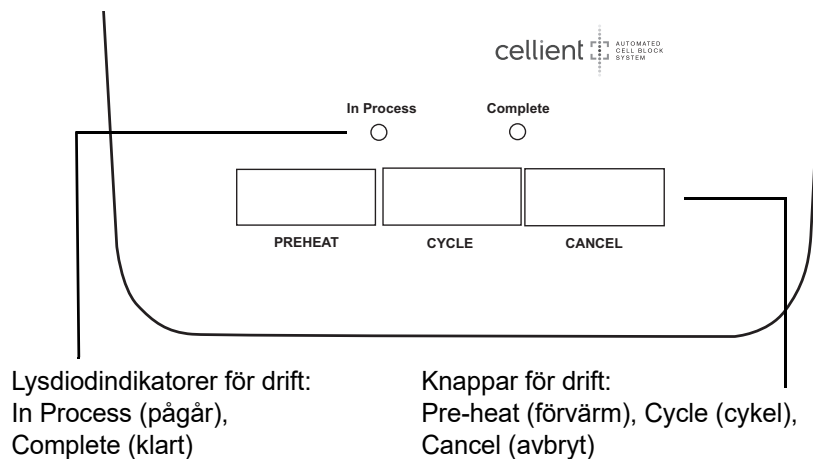 cellient AUTOMATED
CELL BLOCK
SYSTEM
In Process Complete
PREHEAT CYCLE CANCEL
Lysdiodindikatorer för drift:
In Process (pågår),
Complete (klart)
Knappar för drift:
Pre-heat (förvärm), Cycle (cykel),
Cancel (avbryt)